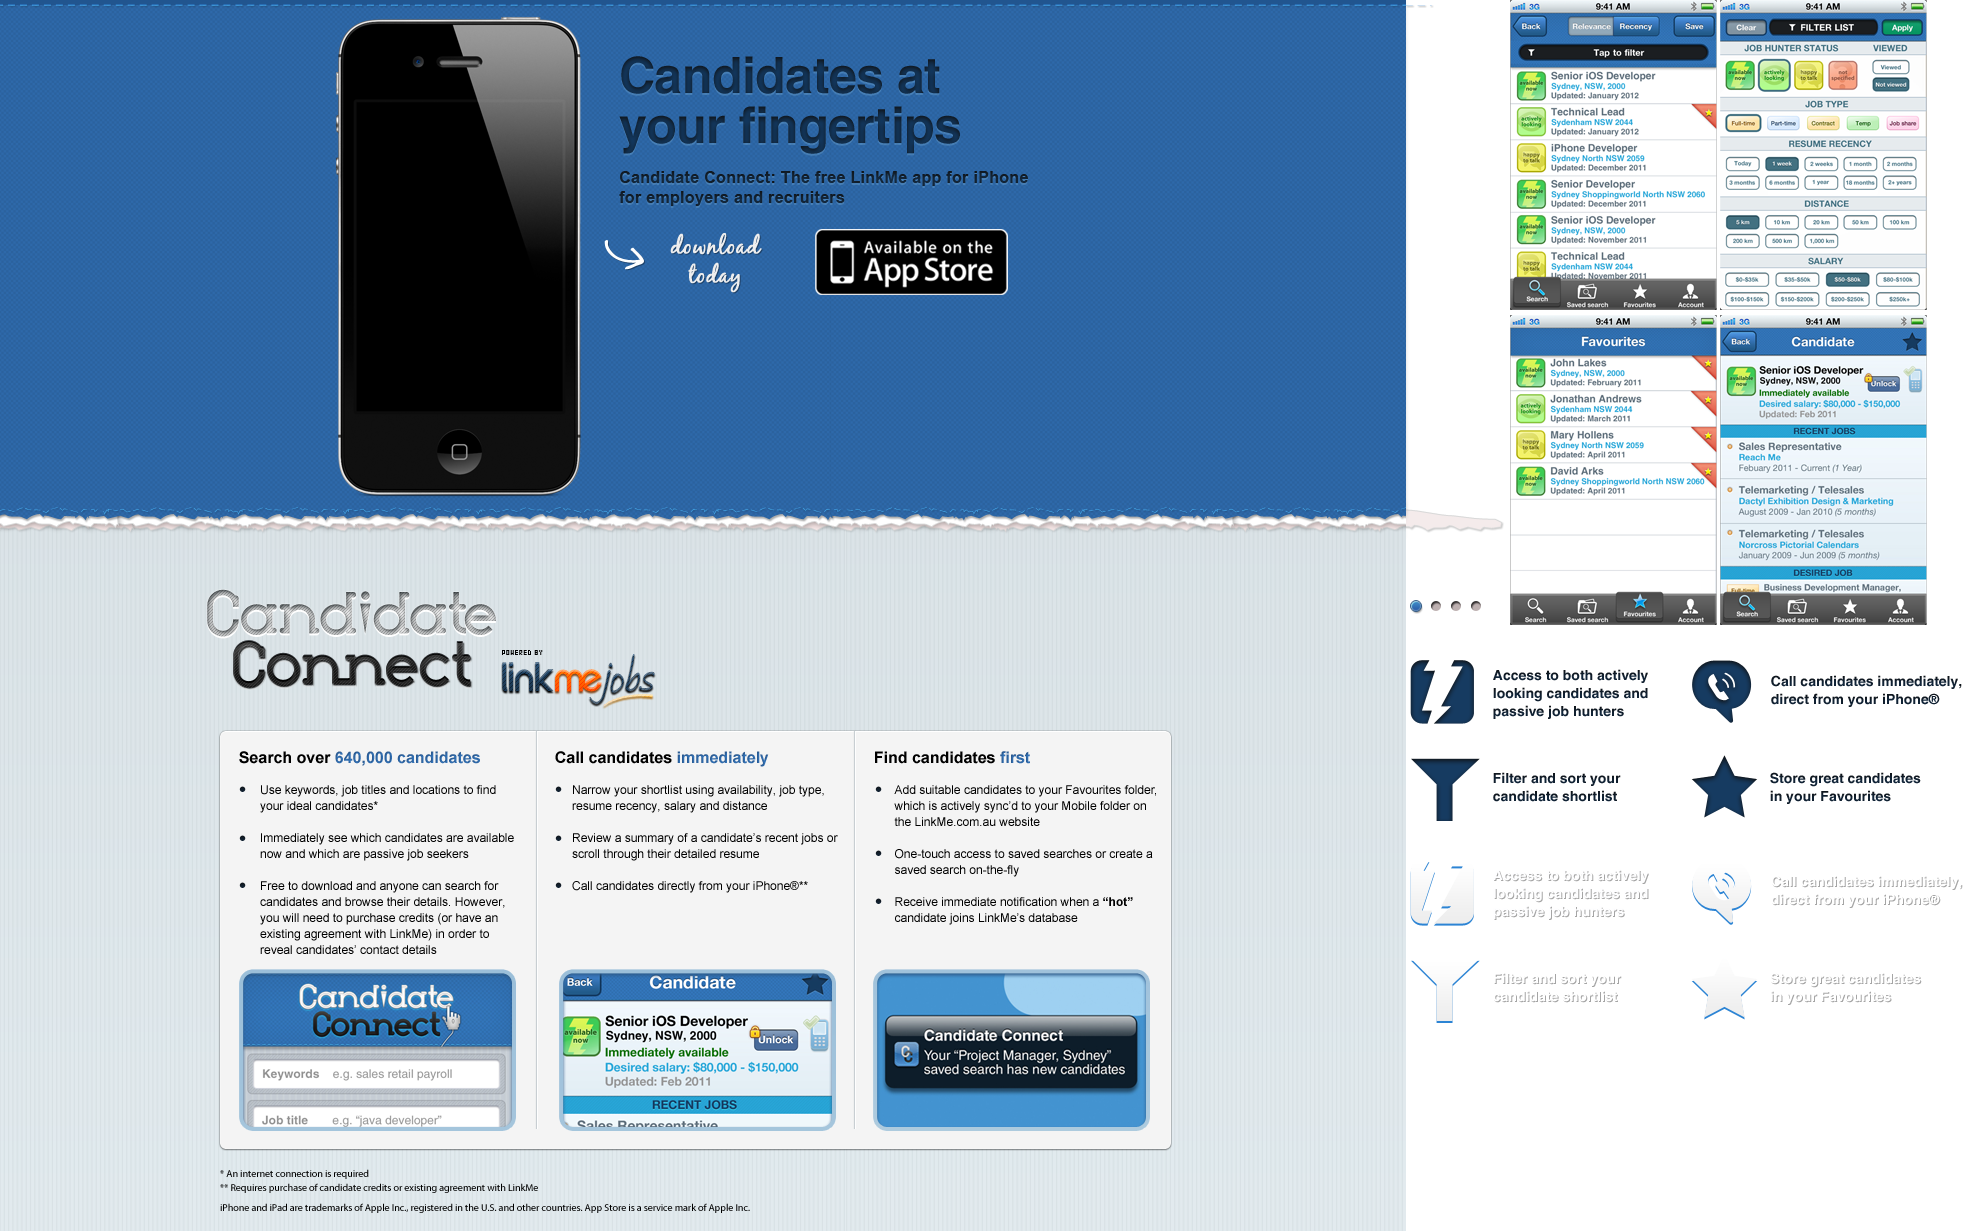 Candidates at
your fingertips
Candidate Connect: The free LinkMe app for iPhone
for employers and recruiters
download
today
Available on the
App Store
Candidate
Connect
POWERED BY
linkmejobs
Search over 640,000 candidates
Use keywords, job titles and locations to find
your ideal candidates*
Immediately see which candidates are available
now and which are passive job seekers
Free to download and anyone can search for
candidates and browse their details. However,
you will need to purchase credits (or have an
existing agreement with LinkMe) in order to
reveal candidates' contact details
Candidate
Connect
Keywords e.g. sales retail payroll
Job title e.g. "java developer"
Call candidates immediately
Narrow your shortlist using availability, job type,
resume recency, salary and distance
Review a summary of a candidate's recent jobs or
scroll through their detailed resume
Call candidates directly from your iPhone®**
Back Candidate
available
now
Senior iOS Developer
Sydney, NSW, 2000
Unlock
Immediately available
Desired salary: $80,000 - $150,000
Updated: Feb 2011
RECENT JOBS
Sales Representative
Find candidates first
Add suitable candidates to your Favourites folder,
which is actively sync'd to your Mobile folder on
the LinkMe.com.au website
One-touch access to saved searches or create a
saved search on-the-fly
Receive immediate notification when a "hot"
candidate joins LinkMe's database
Candidate Connect
Your "Project Manager, Sydney"
saved search has new candidates
* An internet connection is required
** Requires purchase of candidate credits or existing agreement with LinkMe
iPhone and iPad are trademarks of Apple Inc., registered in the U.S. and other countries. App Store is a service mark of Apple Inc.
3G 9:41 AM
Back Relevance Recency Save
Tap to filter
available
now
Senior iOS Developer
Sydney, NSW, 2000
Updated: January 2012
actively
looking
Technical Lead
Sydenham NSW 2044
Updated: January 2012
happy
to talk
iPhone Developer
Sydney North NSW 2059
Updated: December 2011
available
now
Senior Developer
Sydney Shoppingworld North NSW 2060
Updated: December 2011
available
now
Senior iOS Developer
Sydney, NSW, 2000
Updated: November 2011
happy
to talk
Technical Lead
Sydenham NSW 2044
Updated: November 2011
Search Saved search Favourites Account
3G 9:41 AM
Clear FILTER LIST Apply
JOB HUNTER STATUS VIEWED
available
now
actively
looking
happy
to talk
not
specified
Viewed
Not viewed
JOB TYPE
Full-time Part-time Contract Temp Job share
RESUME RECENCY
Today 1 week 2 weeks 1 month 2 months
3 months 6 months 1 year 18 months 2+ years
DISTANCE
5 km 10 km 20 km 50 km 100 km
200 km 500 km 1,000 km
SALARY
$0-$35k $35-$50k $50-$80k $80-$100k
$100-$150k $150-$200k $200-$250k $250k+
3G 9:41 AM
Favourites
available
now
John Lakes
Sydney, NSW, 2000
Updated: February 2011
actively
looking
Jonathan Andrews
Sydenham NSW 2044
Updated: March 2011
happy
to talk
Mary Hollens
Sydney North NSW 2059
Updated: April 2011
available
now
David Arks
Sydney Shoppingworld North NSW 2060
Updated: April 2011
Search Saved search Favourites Account
3G 9:41 AM
Back Candidate
available
now
Senior iOS Developer
Sydney, NSW, 2000
Unlock
Immediately available
Desired salary: $80,000 - $150,000
Updated: Feb 2011
RECENT JOBS
Sales Representative
Reach Me
Febuary 2011 - Current (1 Year)
Telemarketing / Telesales
Dactyl Exhibition Design & Marketing
August 2009 - Jan 2010 (5 months)
Telemarketing / Telesales
Norcross Pictorial Calendars
January 2009 - Jun 2009 (5 months)
DESIRED JOB
Full-time Business Development Manager,
Search Saved search Favourites Account
Access to both actively
looking candidates and
passive job hunters
Call candidates immediately,
direct from your iPhone®
Filter and sort your
candidate shortlist
Store great candidates
in your Favourites
Access to both actively
looking candidates and
passive job hunters
Call candidates immediately,
direct from your iPhone®
Filter and sort your
candidate shortlist
Store great candidates
in your Favourites